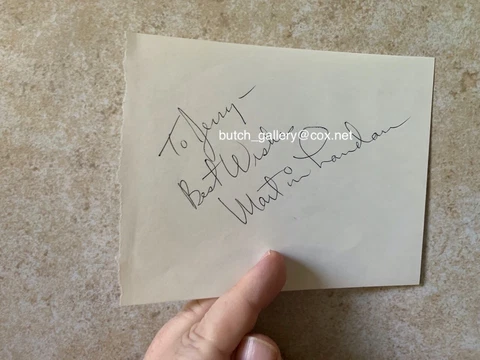 To Jerry-
butch_gallery@cox.net
Best Wishes
Martin Landau